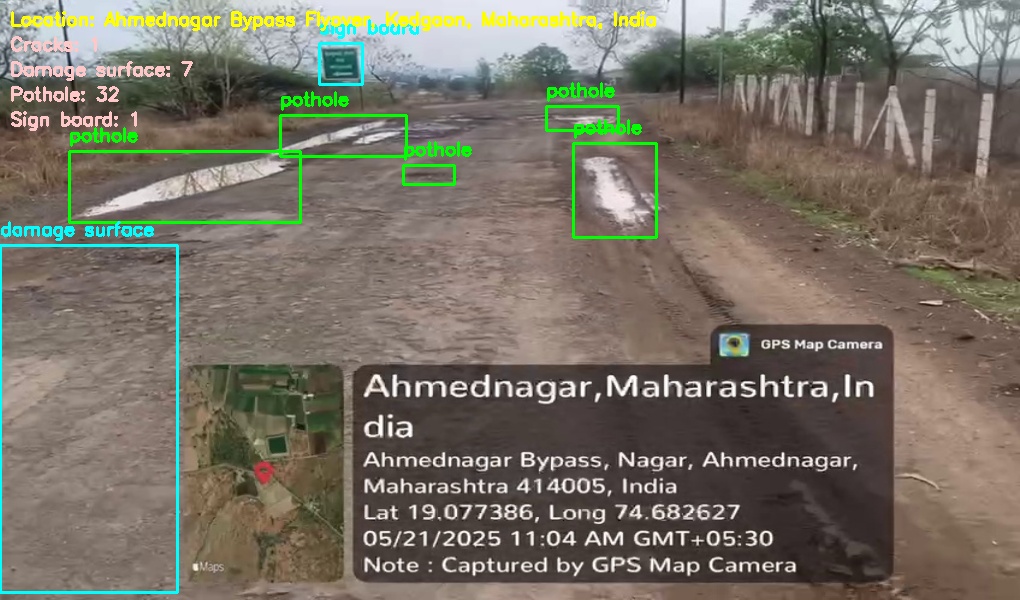 Location: Ahmednagar Bypass Flyover, Kedgaon, Maharashtra, India
Sign board
Cracks: 1
Damage surface: 7
Pothole: 32
Sign board: 1
pothole
pothole
pothole
pothole
pothole
damage surface
GPS Map Camera
Ahmednagar,Maharashtra,In
dia
Ahmednagar Bypass, Nagar, Ahmednagar,
Maharashtra 414005, India
Lat 19.077386, Long 74.682627
05/21/2025 11:04 AM GMT+05:30
Note : Captured by GPS Map Camera
Maps